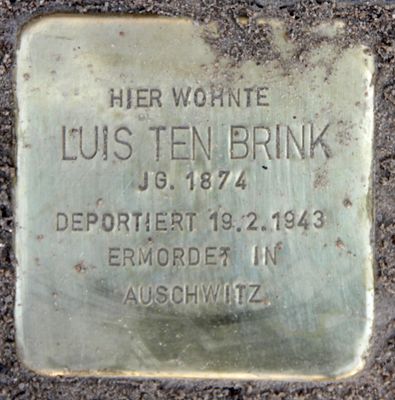 HIER WOHNTE
LUIS TEN BRINK
JG. 1874
DEPORTIERT 19.2.1943
ERMORDET IN
AUSCHWITZ